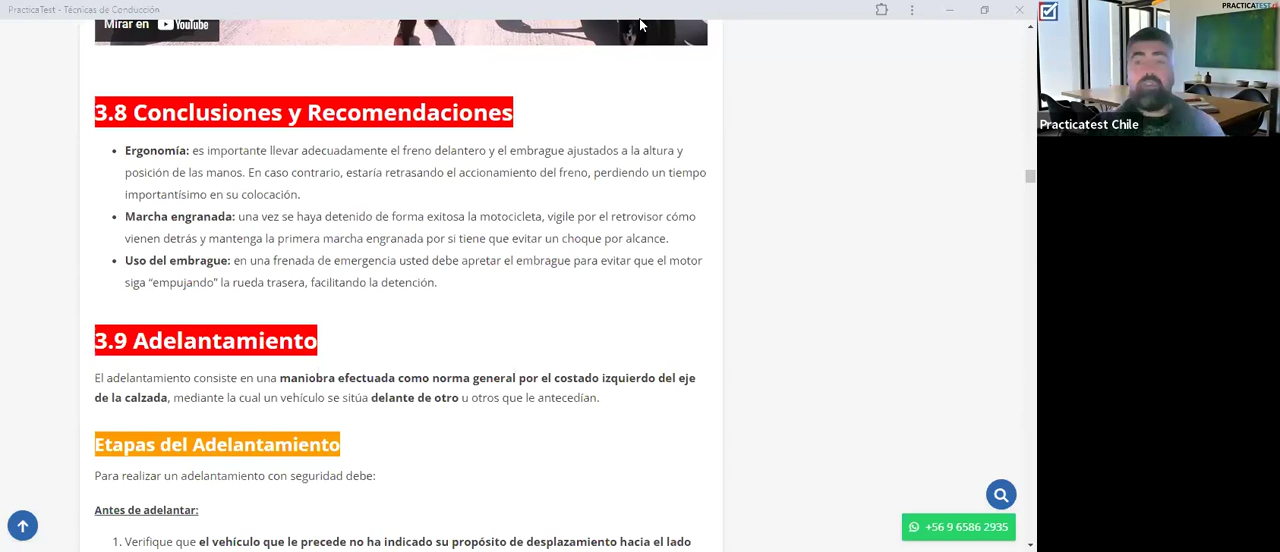 PracticaTest - Técnicas de Conducción
Mirar en YouTube
PRACTICATEST
Practicatest Chile
3.8 Conclusiones y Recomendaciones
Ergonomía: es importante llevar adecuadamente el freno delantero y el embrague ajustados a la altura y
posición de las manos. En caso contrario, estaría retrasando el accionamiento del freno, perdiendo un tiempo
importantísimo en su colocación.
Marcha engranada: una vez se haya detenido de forma exitosa la motocicleta, vigile por el retrovisor cómo
vienen detrás y mantenga la primera marcha engranada por si tiene que evitar un choque por alcance.
Uso del embrague: en una frenada de emergencia usted debe apretar el embrague para evitar que el motor
siga “empujando” la rueda trasera, facilitando la detención.
3.9 Adelantamiento
El adelantamiento consiste en una maniobra efectuada como norma general por el costado izquierdo del eje
de la calzada, mediante la cual un vehículo se sitúa delante de otro u otros que le antecedían.
Etapas del Adelantamiento
Para realizar un adelantamiento con seguridad debe:
Antes de adelantar:
1. Verifique que el vehículo que le precede no ha indicado su propósito de desplazamiento hacia el lado
+56 9 6586 2935